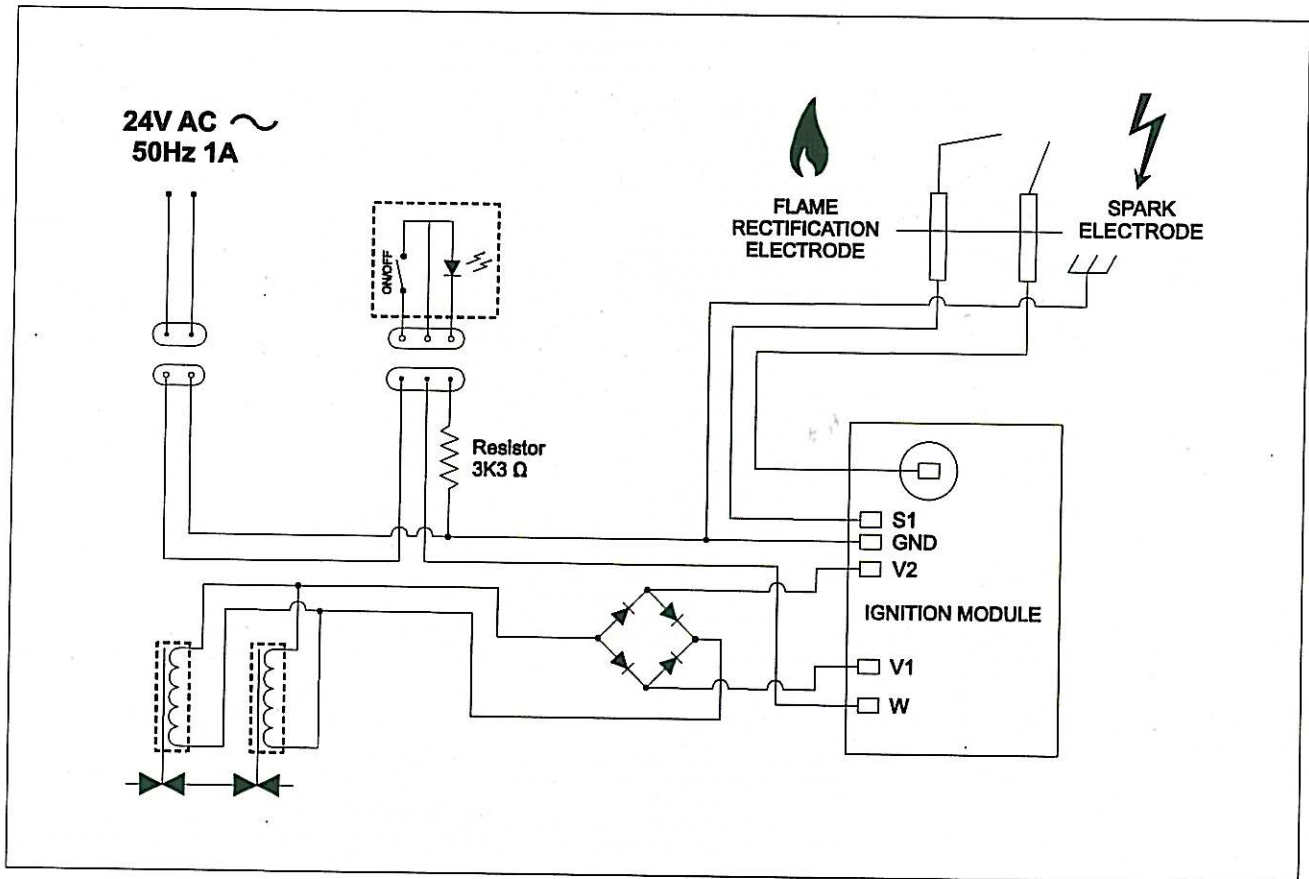 24V AC
50Hz 1A
ON/OFF
FLAME
RECTIFICATION
ELECTRODE
SPARK
ELECTRODE
Resistor
3K3 Ω
S1
GND
V2
IGNITION MODULE
V1
W